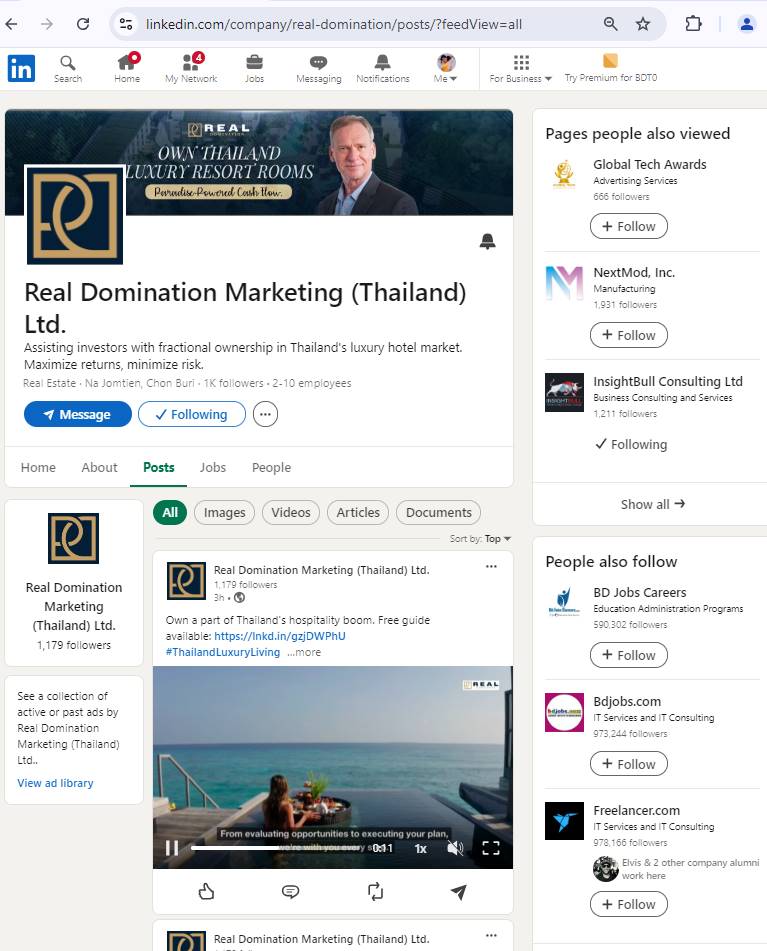 linkedin.com/company/real-domination/posts/?feedView=all
in
Search
Home
4
My Network
Jobs
Messaging
Notifications
Me
For Business
Try Premium for BDT0
REAL
DOMINATION
OWN THAILAND
LUXURY RESORT ROOMS
Paradise-Powered Cash Flow.
Real Domination Marketing (Thailand)
Ltd.
Assisting investors with fractional ownership in Thailand's luxury hotel market.
Maximize returns, minimize risk.
Real Estate · Na Jomtien, Chon Buri · 1K followers · 2-10 employees
Message
Following
Home
About
Posts
Jobs
People
Real Domination
Marketing
(Thailand) Ltd.
1,179 followers
See a collection of
active or past ads by
Real Domination
Marketing (Thailand)
Ltd..
View ad library
All
Images
Videos
Articles
Documents
Sort by: Top
Real Domination Marketing (Thailand) Ltd.
1,179 followers
3h •
Own a part of Thailand's hospitality boom. Free guide
available: https://lnkd.in/gzjDWPhU
#ThailandLuxuryLiving ...more
REAL
From evaluating opportunities to executing your plan,
we're with you every
0:11
1x
Real Domination Marketing (Thailand) Ltd.
Pages people also viewed
Global Tech Awards
Advertising Services
666 followers
+ Follow
NextMod, Inc.
Manufacturing
1,931 followers
+ Follow
INSIGHTBULL
InsightBull Consulting Ltd
Business Consulting and Services
1,211 followers
Following
Show all →
People also follow
BD Jobs Careers
Education Administration Programs
590,302 followers
+ Follow
bdjobs.com
Bdjobs.com
IT Services and IT Consulting
973,244 followers
+ Follow
Freelancer.com
IT Services and IT Consulting
978,166 followers
Elvis & 2 other company alumni
work here
+ Follow